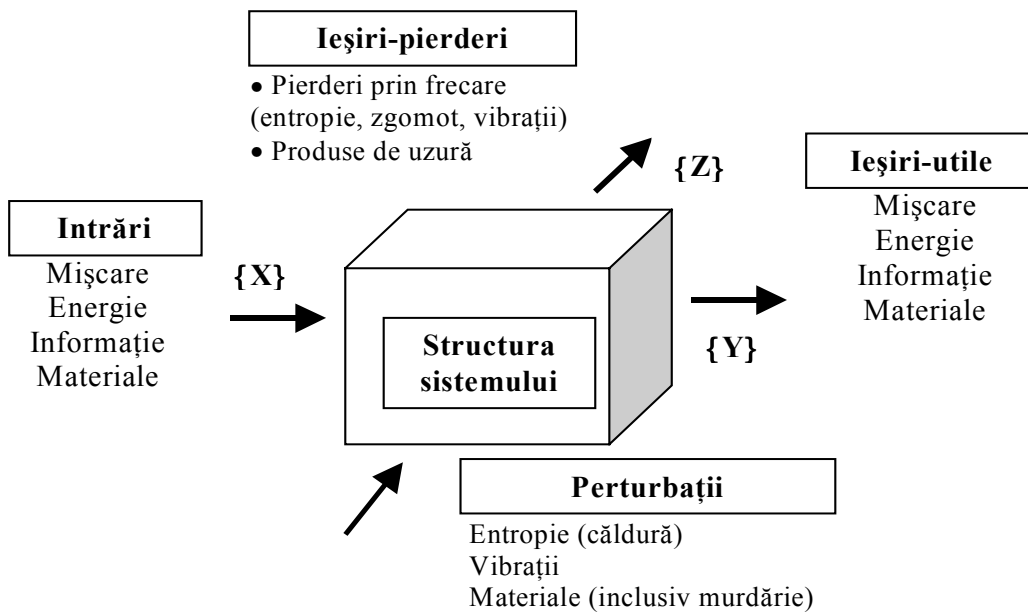 Ieşiri-pierderi
• Pierderi prin frecare
(entropie, zgomot, vibraţii)
• Produse de uzură
{Z}
Ieşiri-utile
Mişcare
Energie
Informaţie
Materiale
Intrări
Mişcare
Energie
Informaţie
Materiale
{X}
Structura
sistemului
{Y}
Perturbaţii
Entropie (căldură)
Vibraţii
Materiale (inclusiv murdărie)